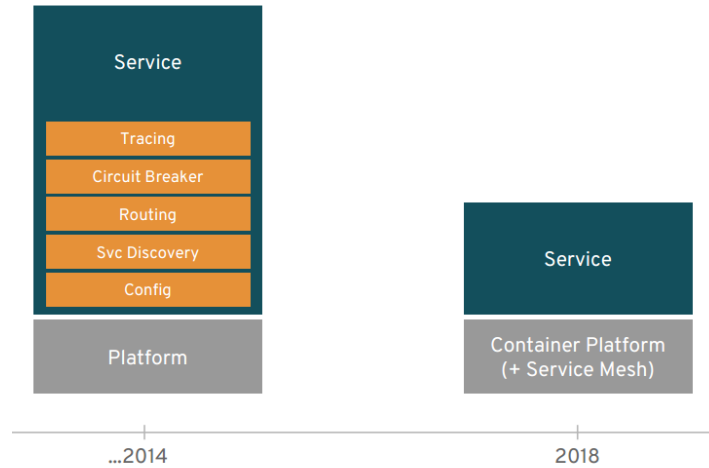 Service
Tracing
Circuit Breaker
Routing
Svc Discovery
Config
Platform
Service
Container Platform
(+ Service Mesh)
...2014
2018